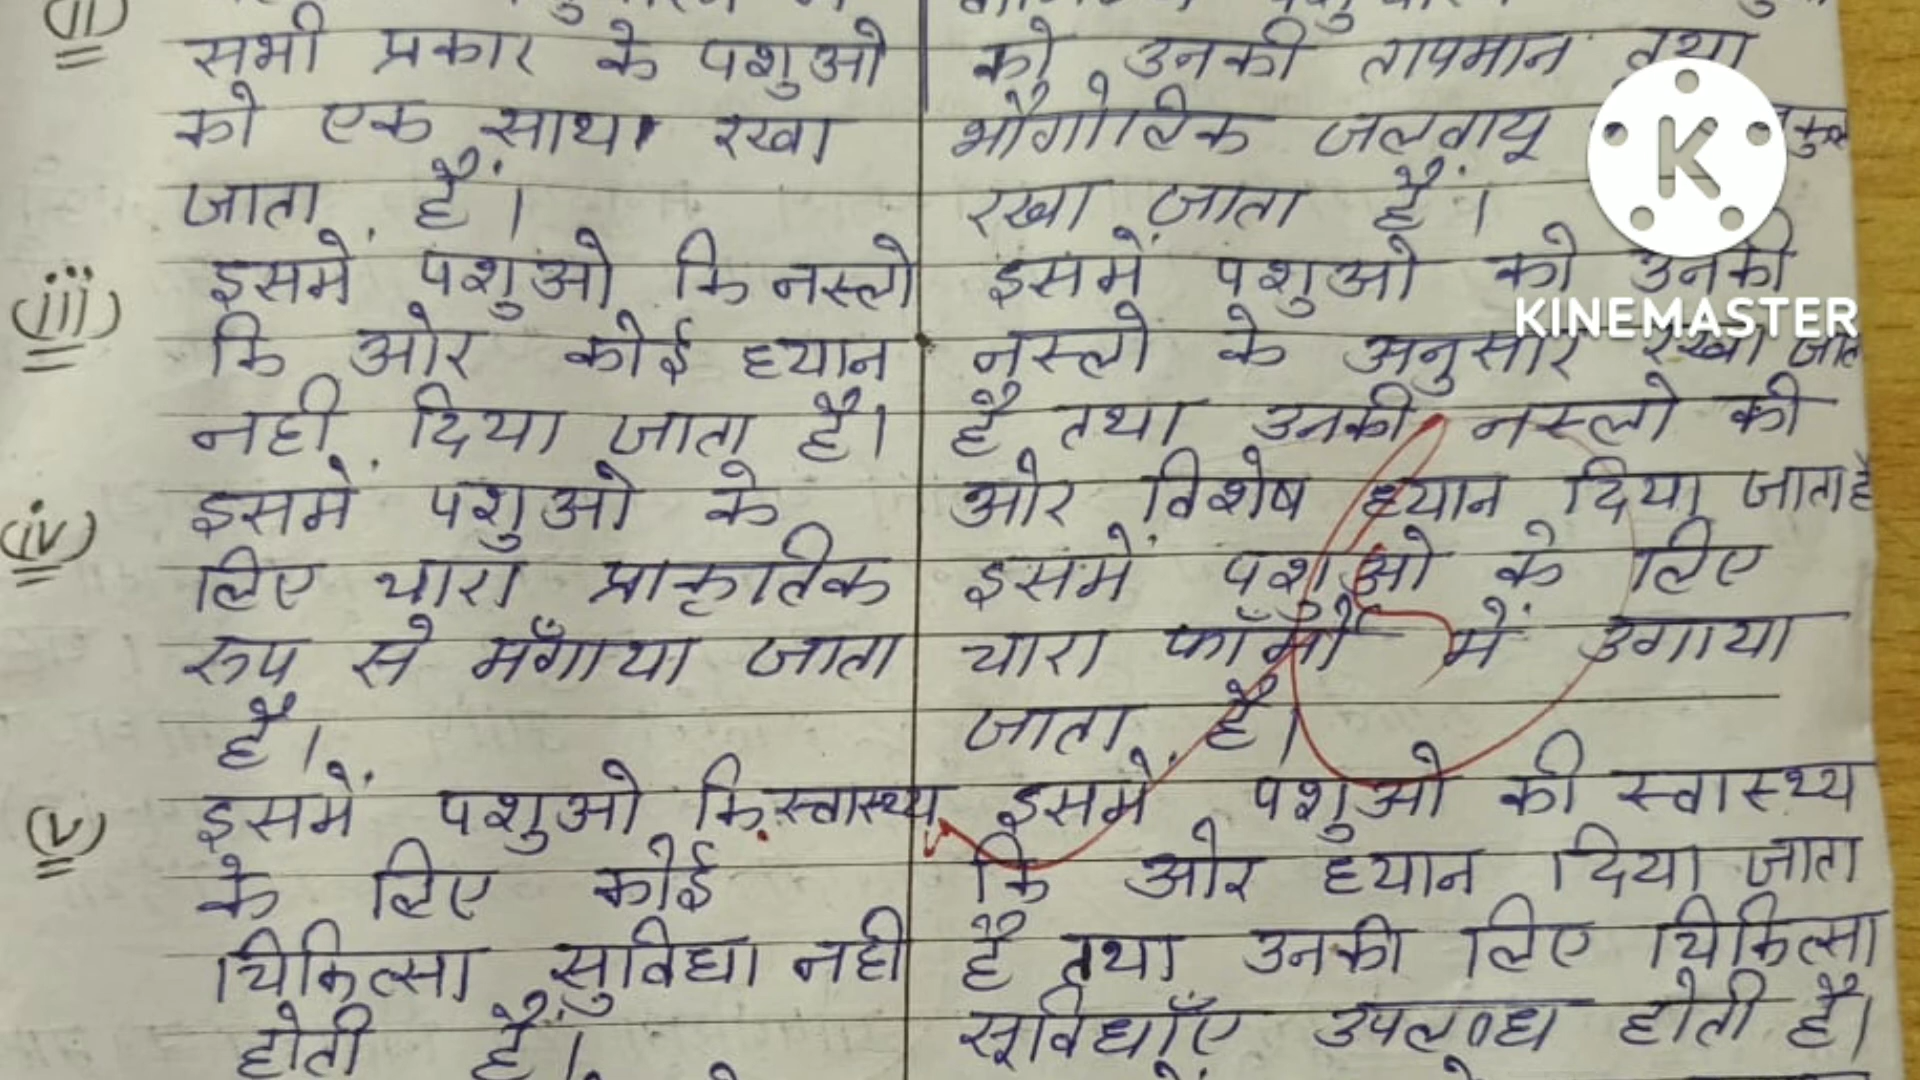 (ii)
सभी प्रकार के पशुओ
को एक साथ रखा
जाता है।
(iii)
इसमें पशुओ कि नस्लो
कि ओर कोई ध्यान
नही दिया जाता है।
(iv)
इसमें पशुओ के
लिए चारा प्राकृतिक
रूप से मँगाया जाता
है।
(v)
इसमें पशुओ कि स्वास्थ्य
के लिए कोई
चिकित्सा सुविधा नही
होती है।
को उनकी तापमान तथा
भौगोलिक जलवायू
रखा जाता है।
इसमें पशुओ को उनकी
नस्लो के अनुसार रखा जाता
है तथा उनकी नस्लो की
ओर विशेष ध्यान दिया जाता है
इसमें पशुओ के लिए
चारा फॉर्मो में उगाया
जाता है।
इसमें पशुओ की स्वास्थ्य
कि ओर ध्यान दिया जाता
है तथा उनकी लिए चिकित्सा
सूविधाएँ उपलब्ध होती है।
K
KINEMASTER